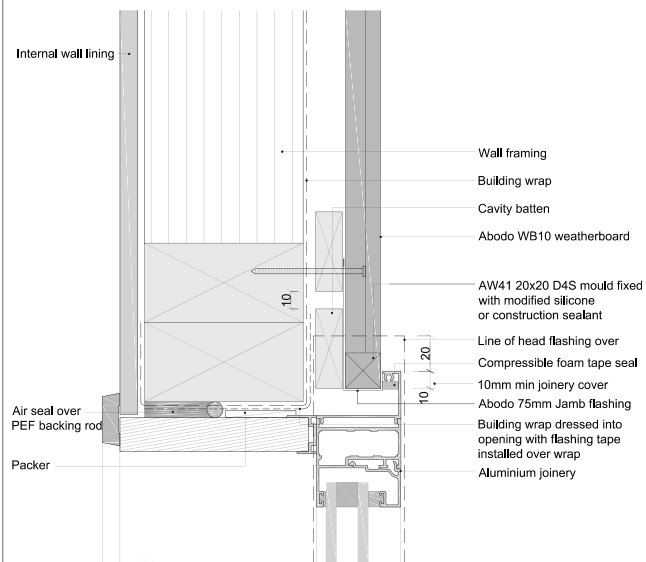 Internal wall lining
Wall framing
Building wrap
Cavity batten
Abodo WB10 weatherboard
10
AW41 20x20 D4S mould fixed
with modified silicone
or construction sealant
Line of head flashing over
20
Compressible foam tape seal
10mm min joinery cover
10
Abodo 75mm Jamb flashing
Air seal over
PEF backing rod
Building wrap dressed into
opening with flashing tape
installed over wrap
Packer
Aluminium joinery